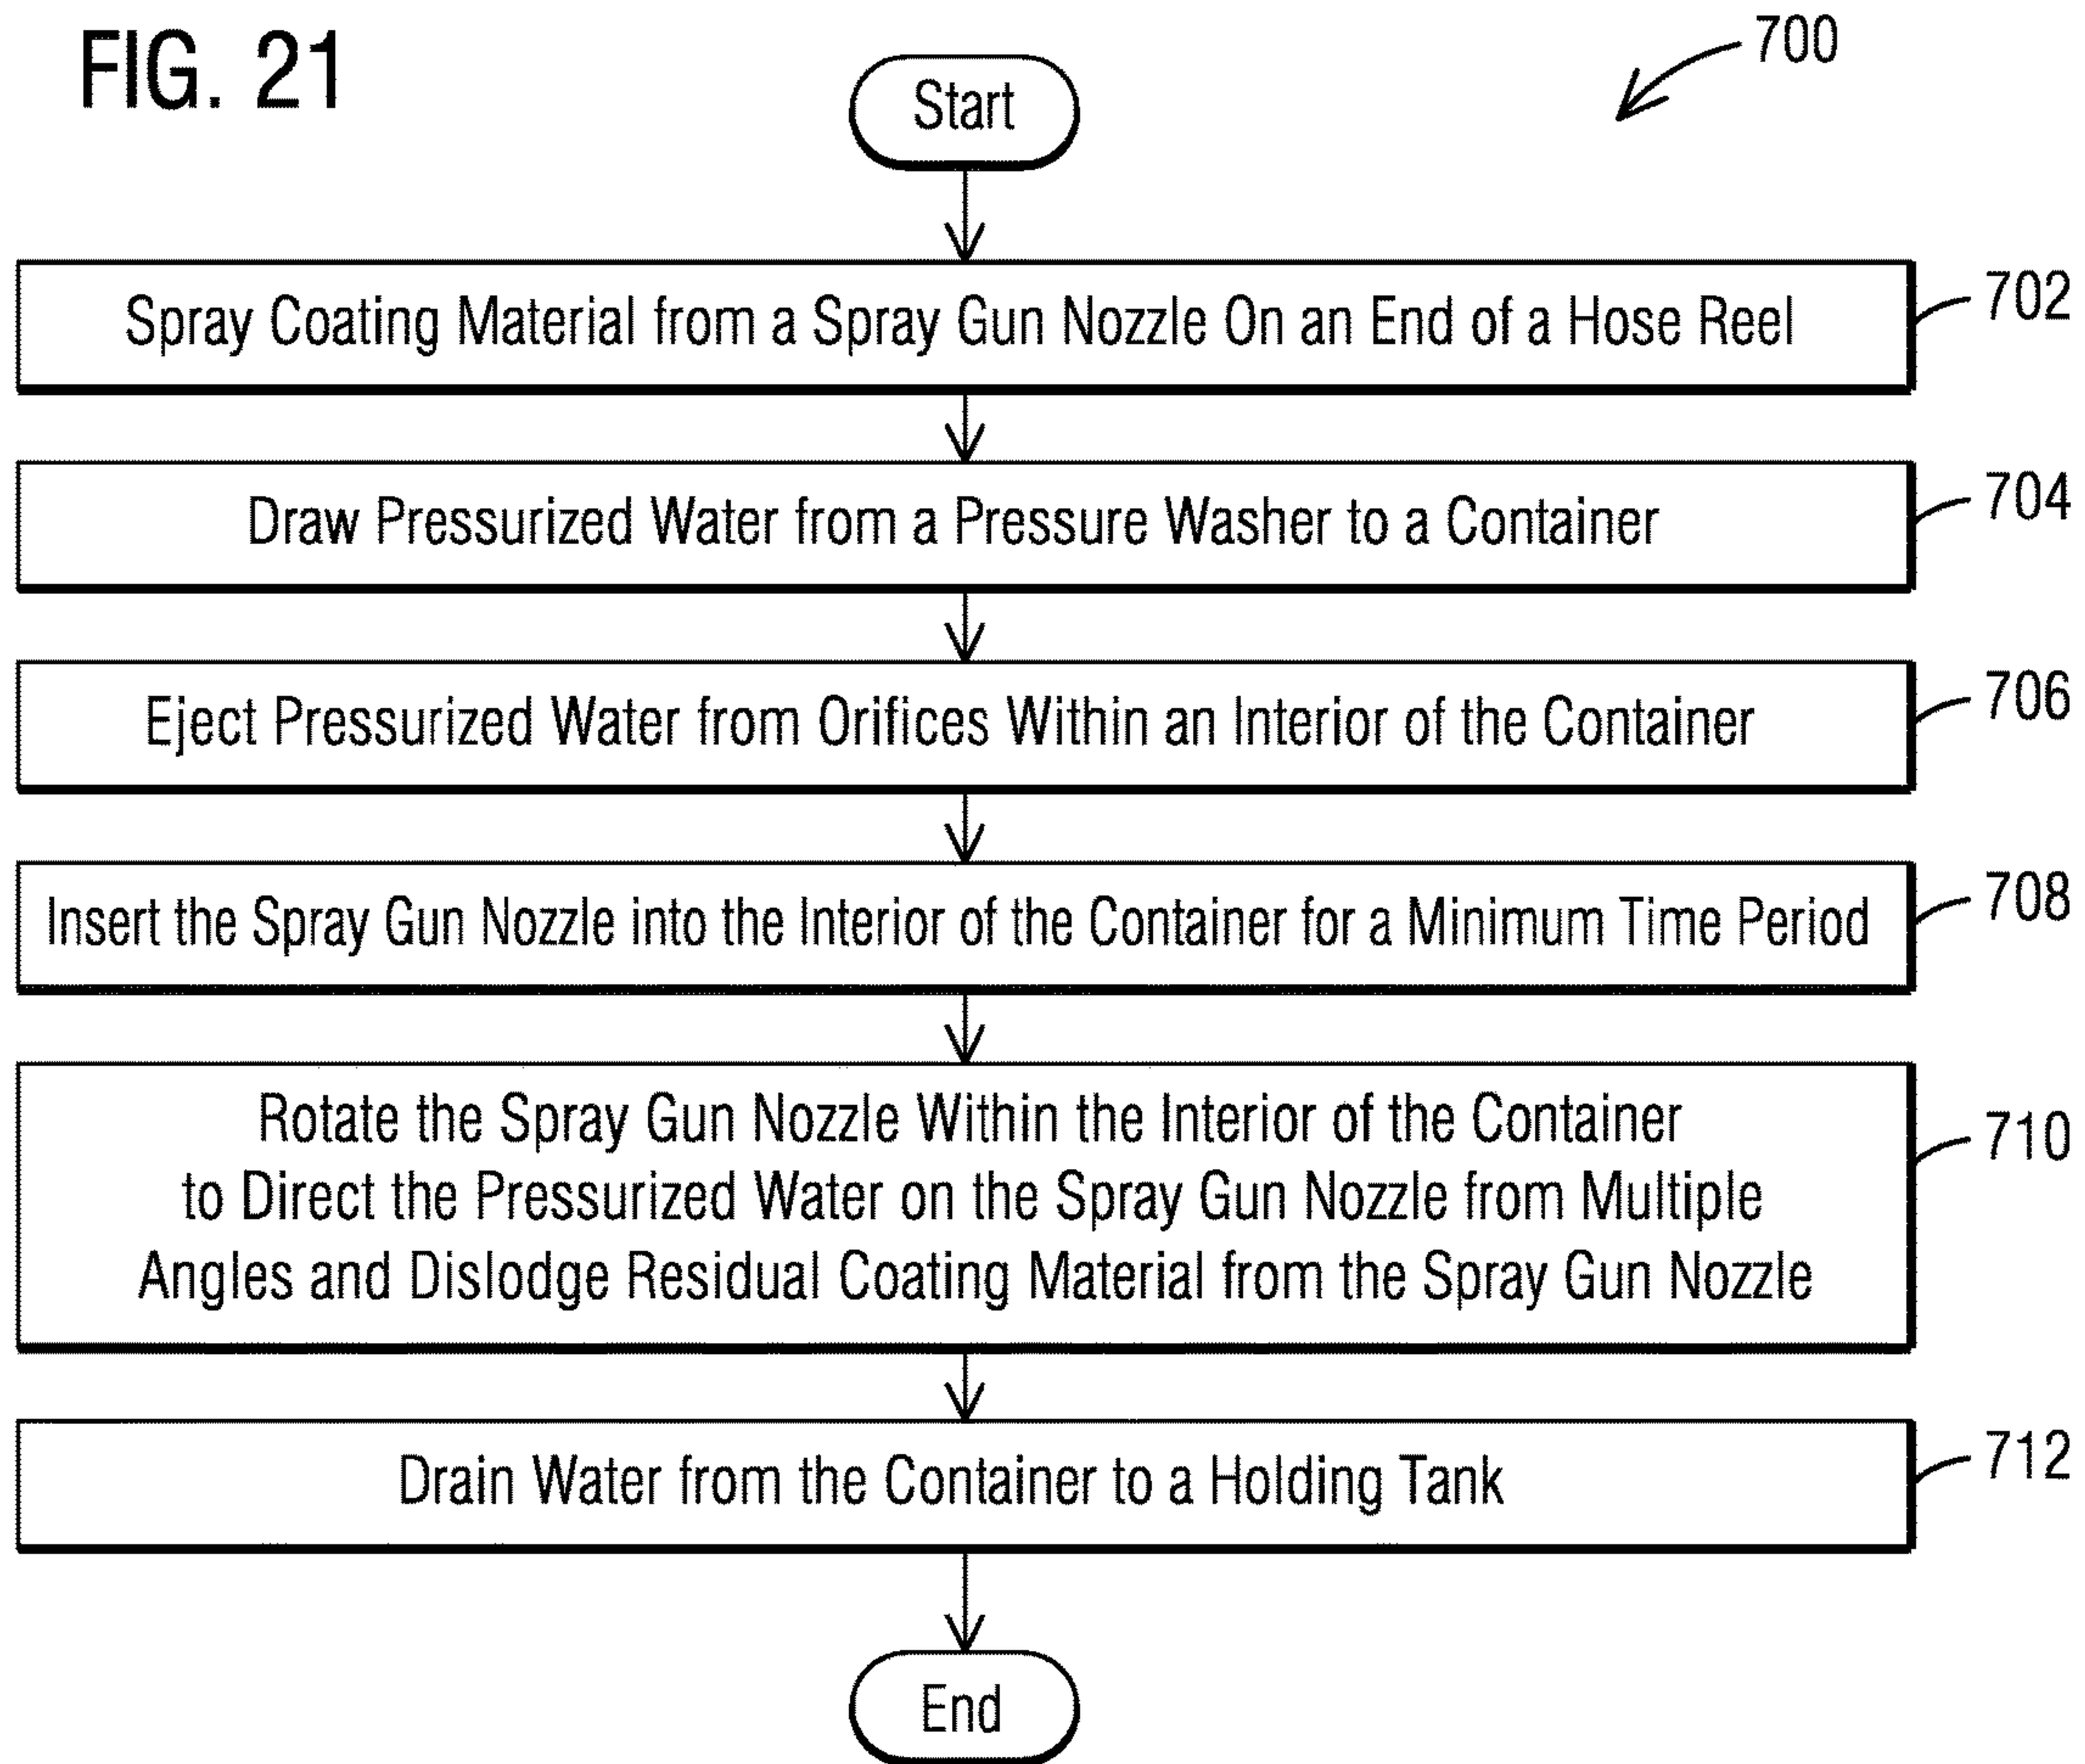 FIG. 21
700
Start
Spray Coating Material from a Spray Gun Nozzle On an End of a Hose Reel
702
Draw Pressurized Water from a Pressure Washer to a Container
704
Eject Pressurized Water from Orifices Within an Interior of the Container
706
Insert the Spray Gun Nozzle into the Interior of the Container for a Minimum Time Period
708
Rotate the Spray Gun Nozzle Within the Interior of the Container
to Direct the Pressurized Water on the Spray Gun Nozzle from Multiple
Angles and Dislodge Residual Coating Material from the Spray Gun Nozzle
710
Drain Water from the Container to a Holding Tank
712
End